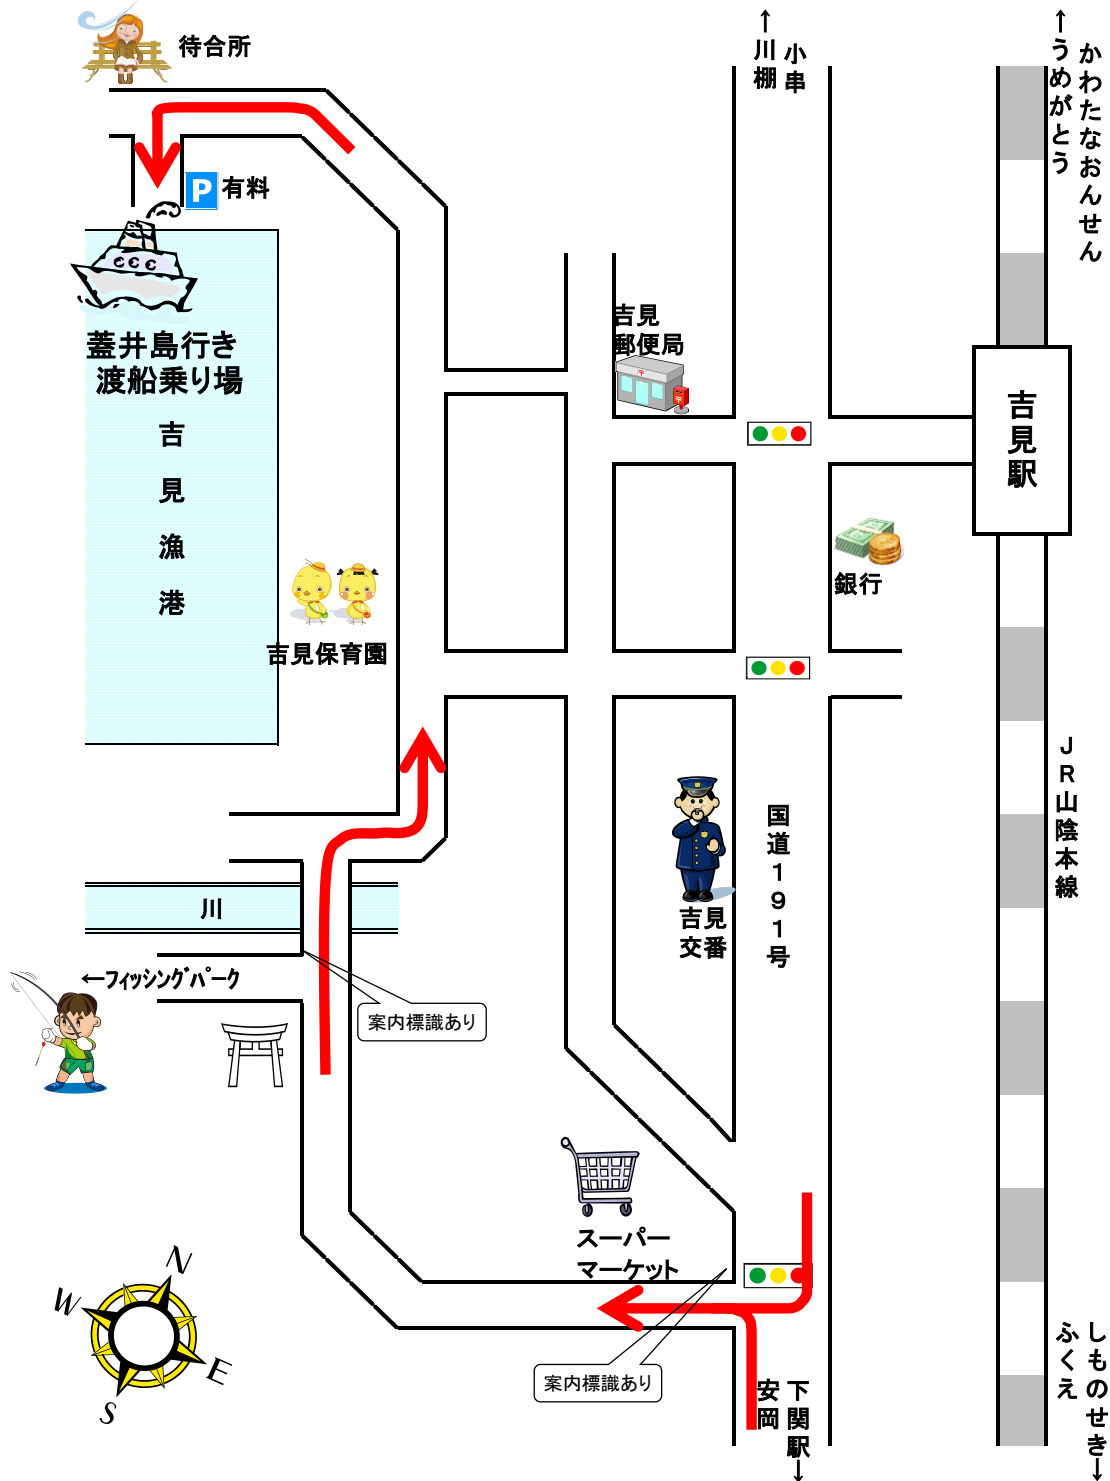 待合所
↑川棚
小串
↑うめがとう
かわたなおんせん
P 有料
蓋井島行き
渡船乗り場
吉見漁港
吉見
郵便局
吉見駅
銀行
吉見保育園
JR山陰本線
国道191号
吉見
交番
川
←フィッシングパーク
案内標識あり
スーパー
マーケット
案内標識あり
N
W
E
S
安岡
下関駅↓
ふくえ
しものせき↓